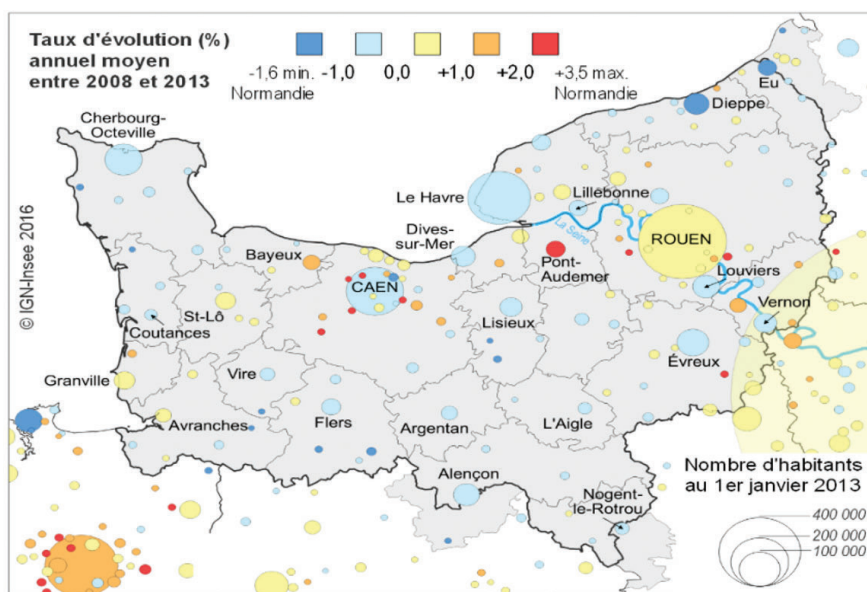 Taux d'évolution (%)
annuel moyen
entre 2008 et 2013
-1,6 min.
Normandie
-1,0
0,0
+1,0
+2,0
+3,5 max.
Normandie
Eu
Dieppe
Cherbourg-
Octeville
Le Havre
Lillebonne
La Seine
Dives-
sur-Mer
ROUEN
Bayeux
Pont-
Audemer
Louviers
CAEN
Vernon
St-Lô
Coutances
Lisieux
Évreux
Granville
Vire
Avranches
Flers
Argentan
L'Aigle
Alençon
Nogent-
le-Rotrou
Nombre d'habitants
au 1er janvier 2013
400 000
200 000
100 000
© IGN-Insee 2016